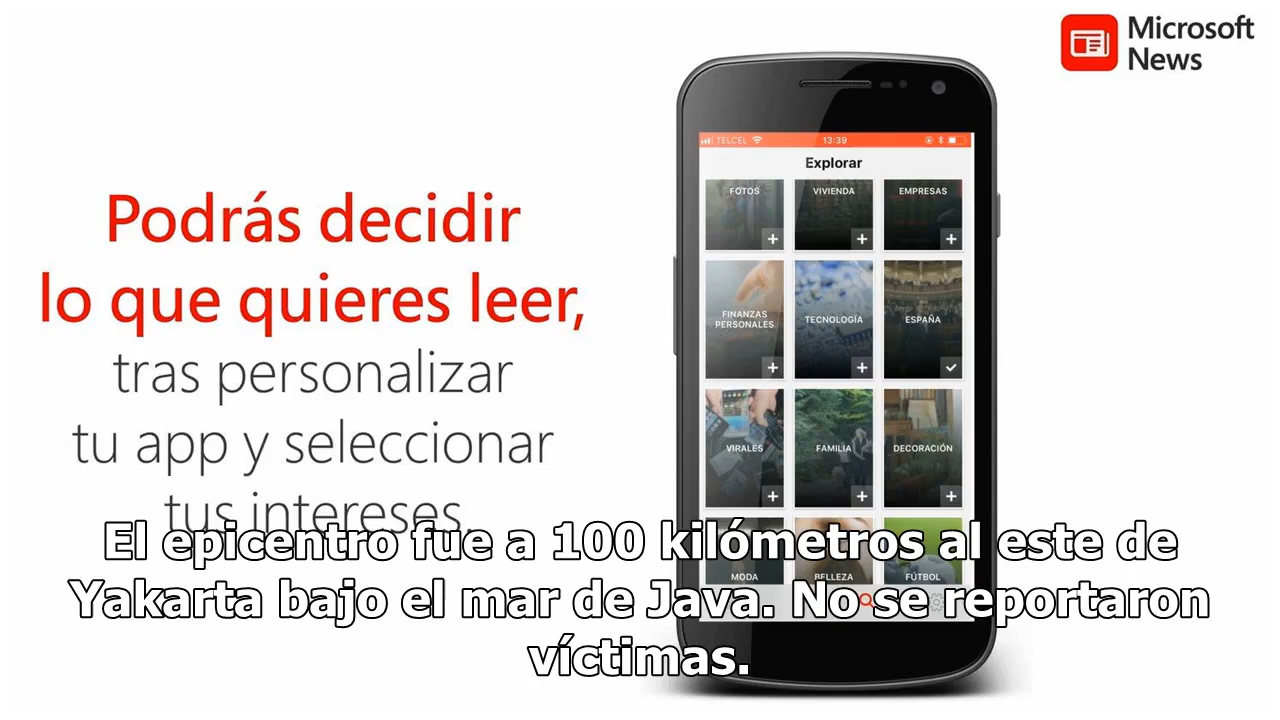 Microsoft
News
TELCEL 13:39
Explorar
FOTOS VIVIENDA EMPRESAS
FINANZAS
PERSONALES TECNOLOGÍA ESPAÑA
VIRALES FAMILIA DECORACIÓN
MODA BELLEZA FÚTBOL
Podrás decidir
lo que quieres leer,
tras personalizar
tu app y seleccionar
tus intereses.
El epicentro fue a 100 kilómetros al este de
Yakarta bajo el mar de Java. No se reportaron
víctimas.